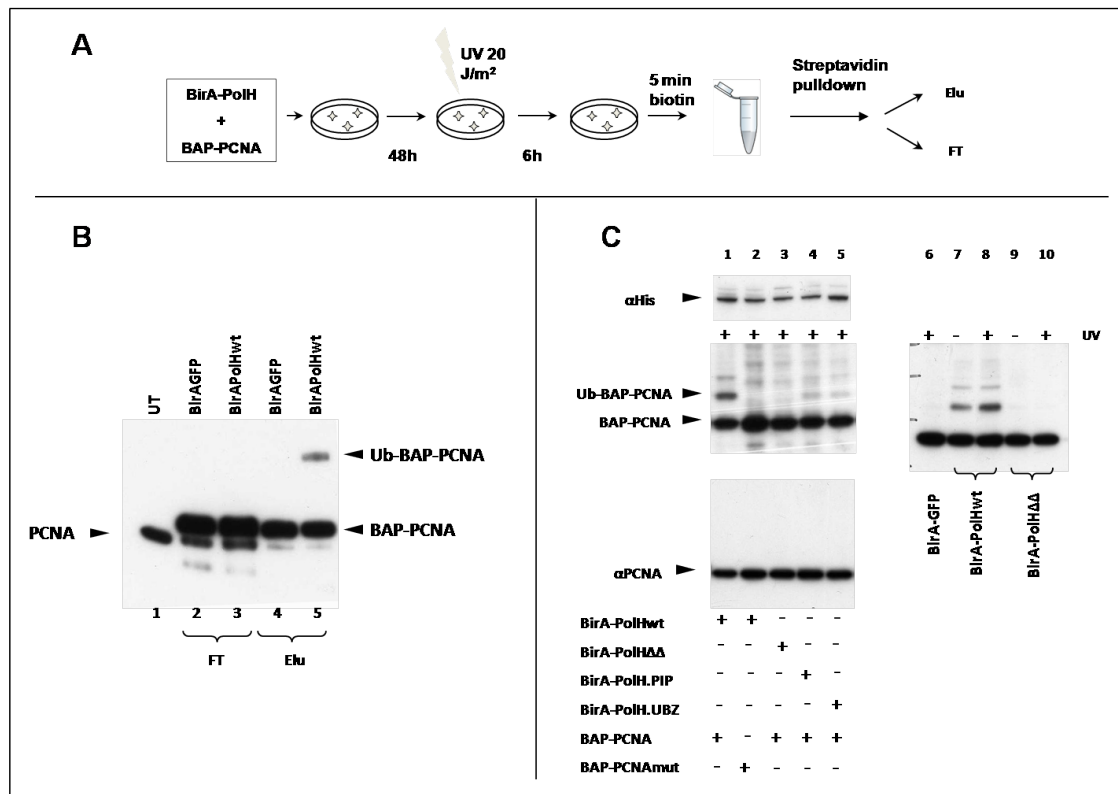 A
BirA-PolH
+
BAP-PCNA
48h
UV 20
J/m²
6h
5 min
biotin
Streptavidin
pulldown
Elu
FT
B
UT
BirAGFP
BirAPolHwt
BirAGFP
BirAPolHwt
Ub-BAP-PCNA
PCNA
BAP-PCNA
1 2 3 4 5
FT Elu
C
1 2 3 4 5 6 7 8 9 10
αHis
+ + + + + + - + - + UV
Ub-BAP-PCNA
BAP-PCNA
BirA-GFP
BirA-PolHwt
BirA-PolHΔΔ
αPCNA
BirA-PolHwt + + - - -
BirA-PolHΔΔ - - + - -
BirA-PolH.PIP - - - + -
BirA-PolH.UBZ - - - - +
BAP-PCNA + - + + +
BAP-PCNAmut - + - - -